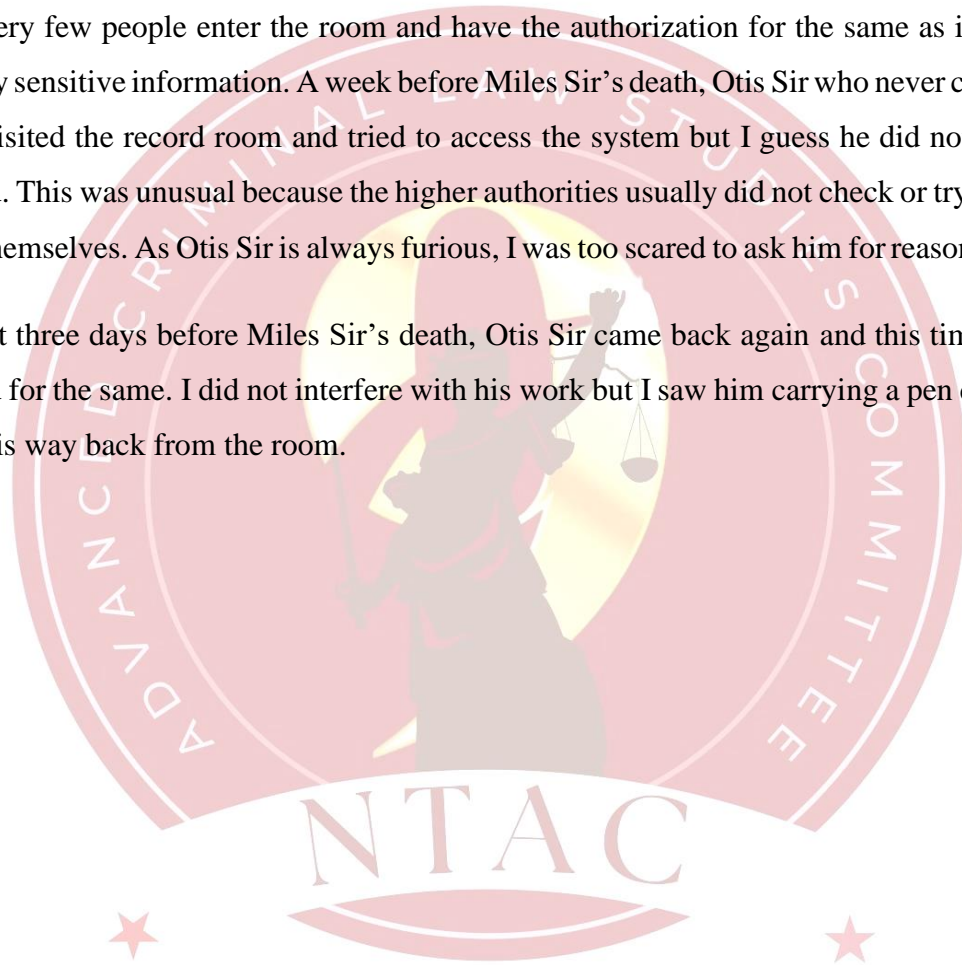 ery few people enter the room and have the authorization for the same as i
y sensitive information. A week before Miles Sir's death, Otis Sir who never c
isited the record room and tried to access the system but I guess he did no
. This was unusual because the higher authorities usually did not check or try
hemselves. As Otis Sir is always furious, I was too scared to ask him for reason
t three days before Miles Sir's death, Otis Sir came back again and this tim
for the same. I did not interfere with his work but I saw him carrying a pen
is way back from the room.
ADVANCED CRIMINAL LAW STUDIES COMMITTEE
NTAC